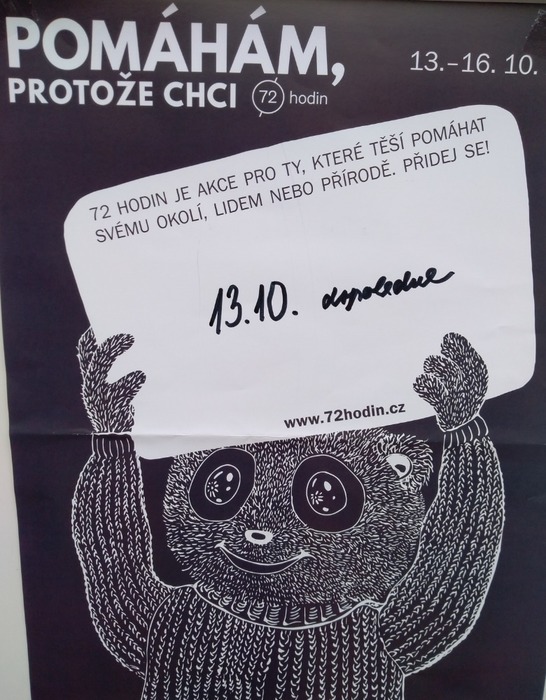 POMÁHÁM,
13.–16. 10.
PROTOŽE CHCI 72 hodin
72 HODIN JE AKCE PRO TY, KTERÉ TĚŠÍ POMÁHAT
SVÉMU OKOLÍ, LIDEM NEBO PŘÍRODĚ. PŘIDEJ SE!
13.10. dopoledne
www.72hodin.cz